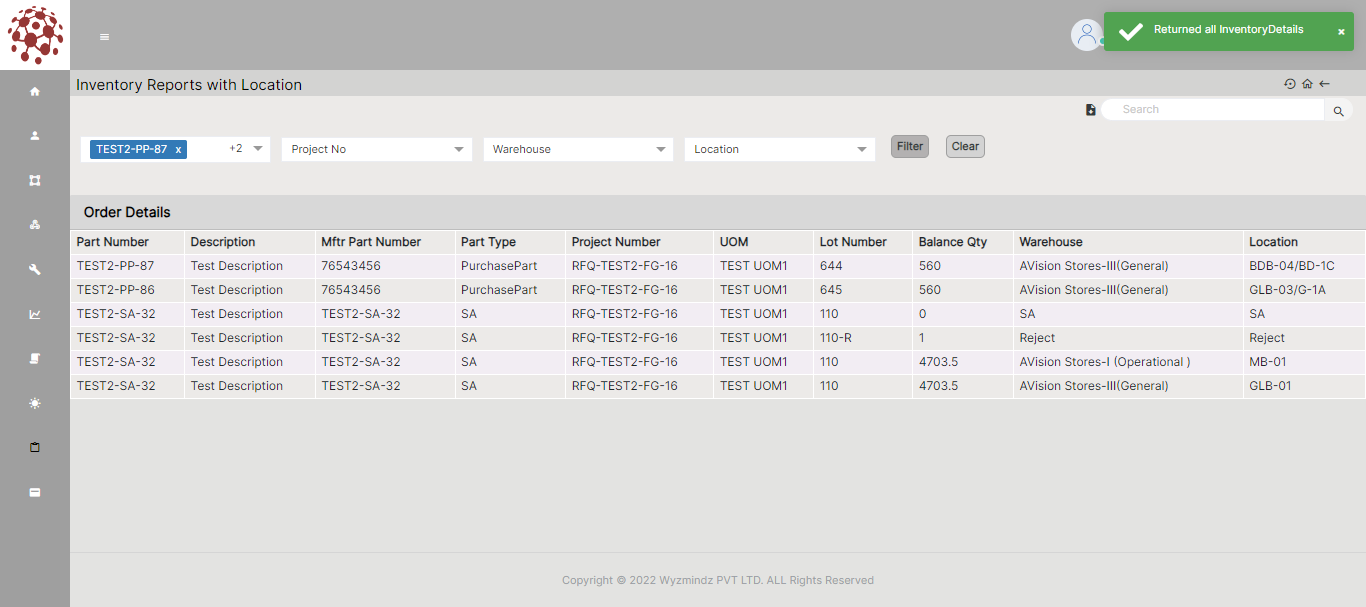 Returned all InventoryDetails ×
Inventory Reports with Location
Search
TEST2-PP-87 x +2 Project No Warehouse Location Filter Clear
Order Details
Part Number Description Mftr Part Number Part Type Project Number UOM Lot Number Balance Qty Warehouse Location
TEST2-PP-87 Test Description 76543456 PurchasePart RFQ-TEST2-FG-16 TEST UOM1 644 560 AVision Stores-III(General) BDB-04/BD-1C
TEST2-PP-86 Test Description 76543456 PurchasePart RFQ-TEST2-FG-16 TEST UOM1 645 560 AVision Stores-III(General) GLB-03/G-1A
TEST2-SA-32 Test Description TEST2-SA-32 SA RFQ-TEST2-FG-16 TEST UOM1 110 0 SA SA
TEST2-SA-32 Test Description TEST2-SA-32 SA RFQ-TEST2-FG-16 TEST UOM1 110-R 1 Reject Reject
TEST2-SA-32 Test Description TEST2-SA-32 SA RFQ-TEST2-FG-16 TEST UOM1 110 4703.5 AVision Stores-I (Operational ) MB-01
TEST2-SA-32 Test Description TEST2-SA-32 SA RFQ-TEST2-FG-16 TEST UOM1 110 4703.5 AVision Stores-III(General) GLB-01
Copyright © 2022 Wyzmindz PVT LTD. ALL Rights Reserved